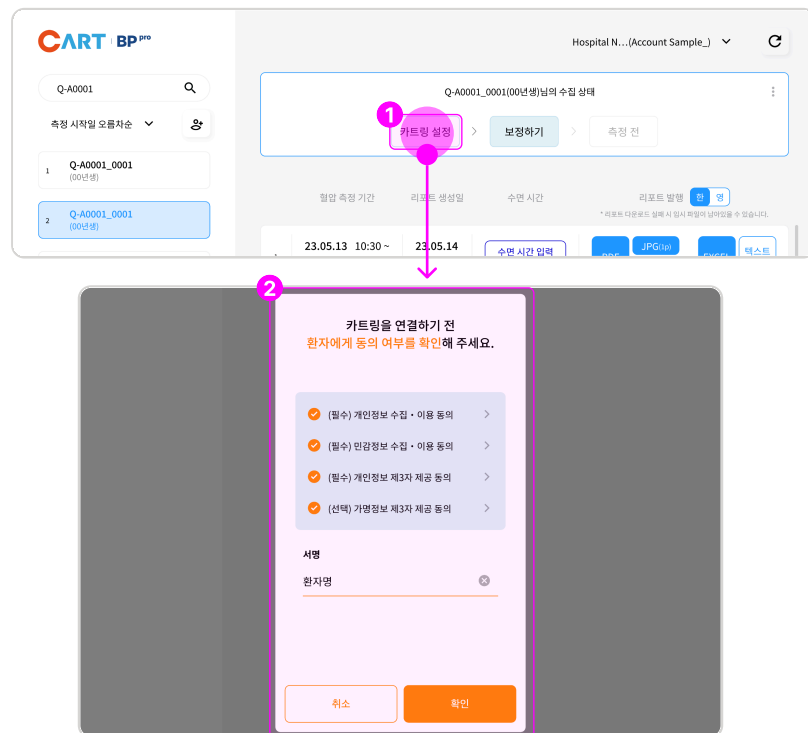 CART BP pro
Hospital N...(Account Sample_)
Q-A0001
측정 시작일 오름차순
1 Q-A0001_0001
(00년생)
2 Q-A0001_0001
(00년생)
Q-A0001_0001(00년생)님의 수집 상태
1
카트링 설정 > 보정하기 > 측정 전
혈압 측정 기간 리포트 생성일 수면 시간 리포트 발행 한 영
* 리포트 다운로드 실패 시 임시 파일이 남아있을 수 있습니다.
23.05.13 10:30 ~ 23.05.14 수면 시간 입력 PDF JPG(1p) EXCEL 텍스트
2
카트링을 연결하기 전
환자에게 동의 여부를 확인해 주세요.
(필수) 개인정보 수집・이용 동의
(필수) 민감정보 수집・이용 동의
(필수) 개인정보 제3자 제공 동의
(선택) 가명정보 제3자 제공 동의
서명
환자명
취소 확인